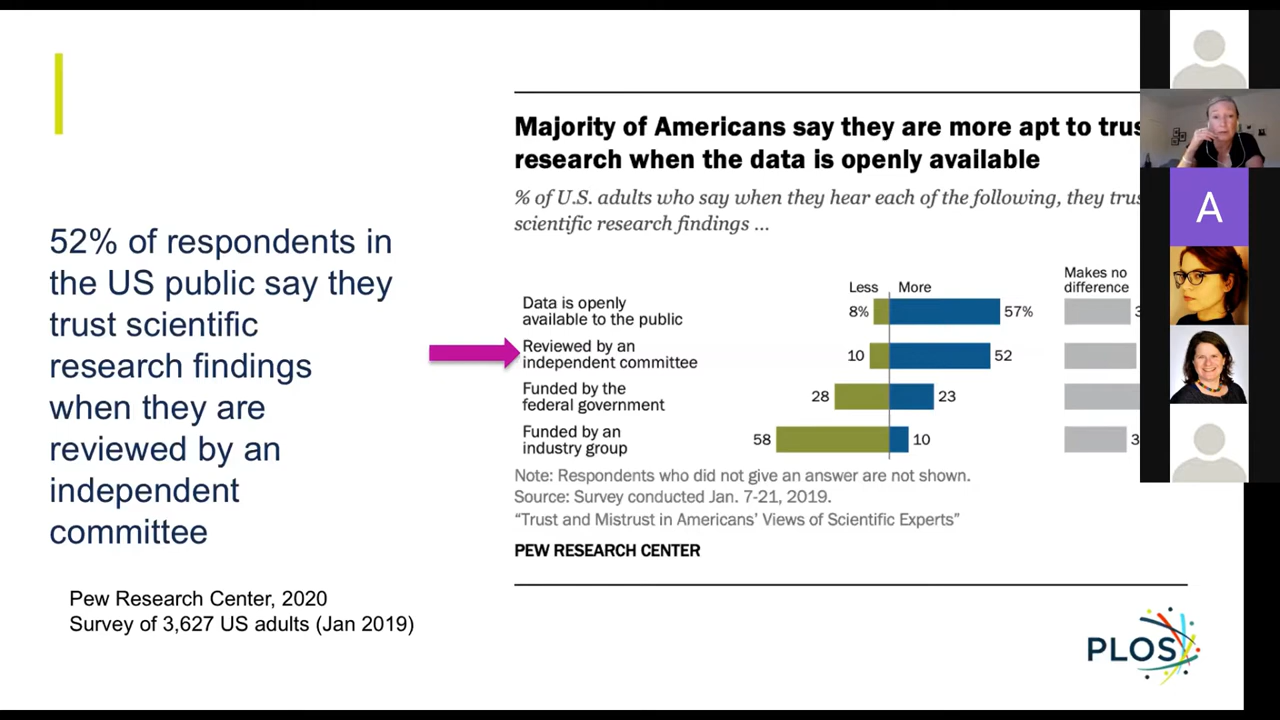 52% of respondents in
the US public say they
trust scientific
research findings
when they are
reviewed by an
independent
committee
Pew Research Center, 2020
Survey of 3,627 US adults (Jan 2019)
Majority of Americans say they are more apt to
research when the data is openly available
% of U.S. adults who say when they hear each of the following, they
scientific research findings ...
Less More Makes no
difference
Data is openly
available to the public
8% 57%
Reviewed by an
independent committee
10 52
Funded by the
federal government
28 23
Funded by an
industry group
58 10
Note: Respondents who did not give an answer are not shown.
Source: Survey conducted Jan. 7-21, 2019.
“Trust and Mistrust in Americans’ Views of Scientific Experts”
PEW RESEARCH CENTER
PLOS
A